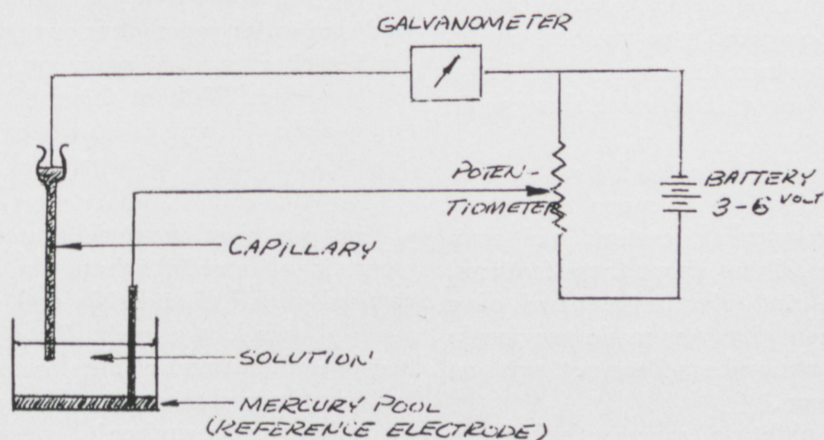 GALVANOMETER
POTEN-
TIOMETER
BATTERY
3-6 VOLT
CAPILLARY
SOLUTION
MERCURY POOL
(REFERENCE ELECTRODE)